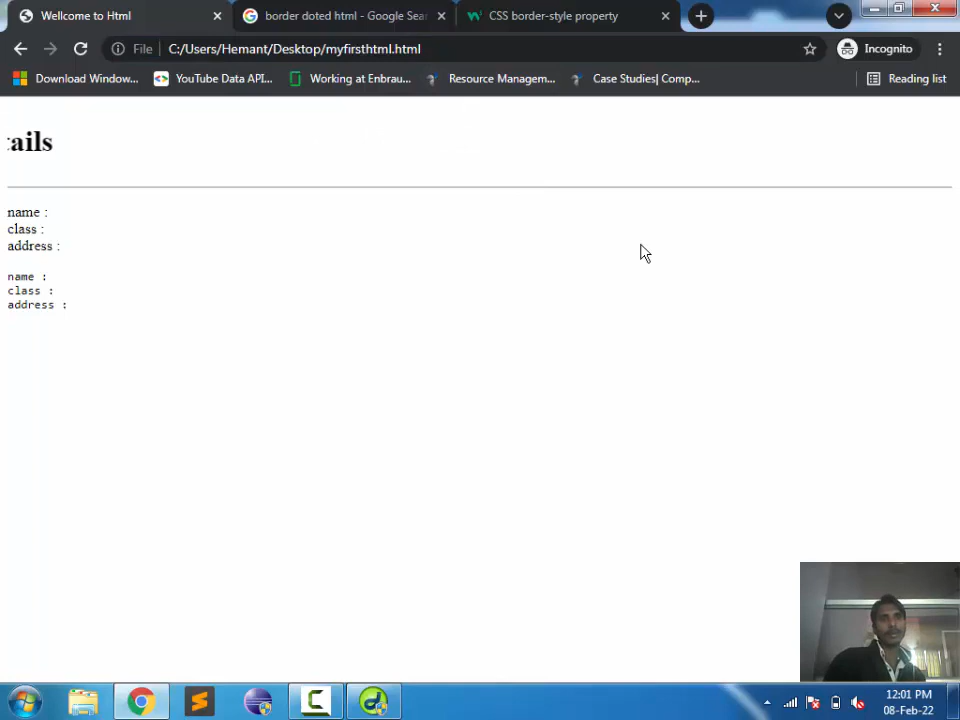 Wellcome to Html
border doted html - Google Sear
CSS border-style property
File
C:/Users/Hemant/Desktop/myfirsthtml.html
Incognito
Download Window...
YouTube Data API...
Working at Enbrau...
Resource Managem...
Case Studies| Comp...
Reading list
tails
name :
class :
address :
name :
class :
address :
12:01 PM
08-Feb-22